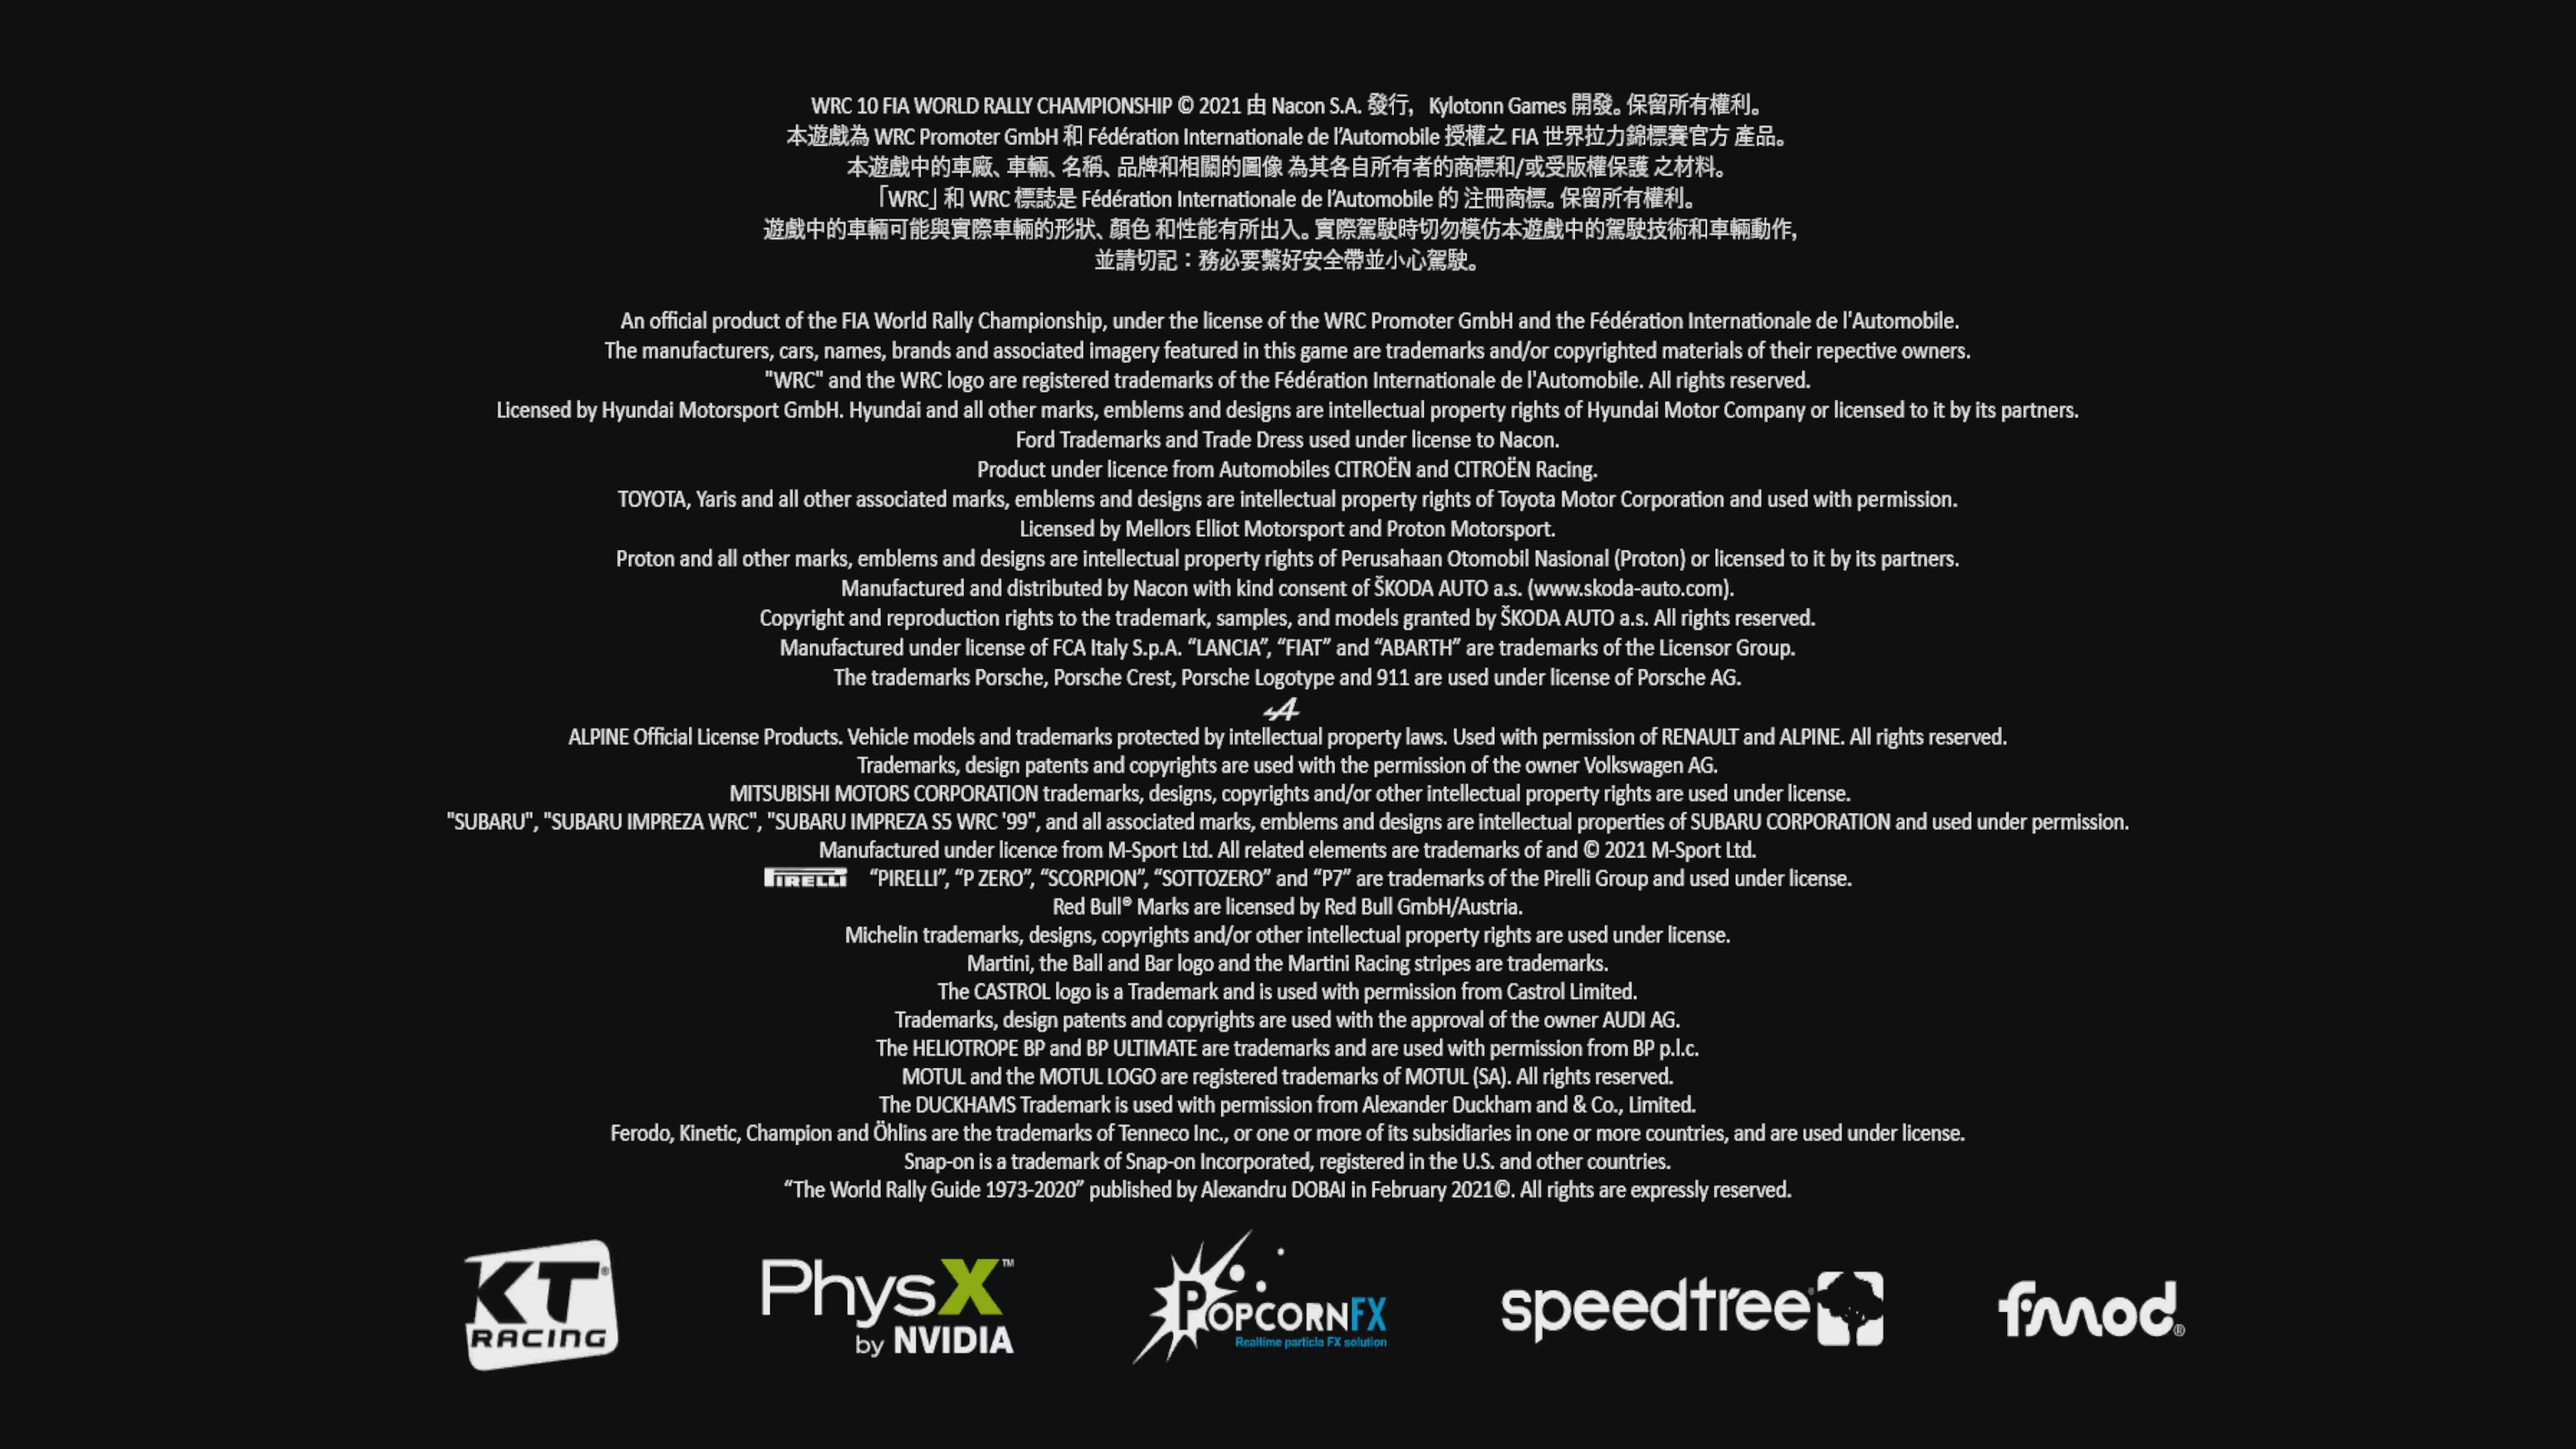 WRC 10 FIA WORLD RALLY CHAMPIONSHIP © 2021 由 Nacon S.A. 發行，Kylotonn Games 開發。保留所有權利。
本遊戲為 WRC Promoter GmbH 和 Fédération Internationale de l’Automobile 授權之 FIA 世界拉力錦標賽官方 產品。
本遊戲中的車廠、車輛、名稱、品牌和相關的圖像 為其各自所有者的商標和/或受版權保護 之材料。
「WRC」和 WRC 標誌是 Fédération Internationale de l’Automobile 的 注冊商標。保留所有權利。
遊戲中的車輛可能與實際車輛的形狀、顏色 和性能有所出入。實際駕駛時切勿模仿本遊戲中的駕駛技術和車輛動作，
並請切記：務必要繫好安全帶並小心駕駛。
An official product of the FIA World Rally Championship, under the license of the WRC Promoter GmbH and the Fédération Internationale de l'Automobile.
The manufacturers, cars, names, brands and associated imagery featured in this game are trademarks and/or copyrighted materials of their repective owners.
"WRC" and the WRC logo are registered trademarks of the Fédération Internationale de l'Automobile. All rights reserved.
Licensed by Hyundai Motorsport GmbH. Hyundai and all other marks, emblems and designs are intellectual property rights of Hyundai Motor Company or licensed to it by its partners.
Ford Trademarks and Trade Dress used under license to Nacon.
Product under licence from Automobiles CITROËN and CITROËN Racing.
TOYOTA, Yaris and all other associated marks, emblems and designs are intellectual property rights of Toyota Motor Corporation and used with permission.
Licensed by Mellors Elliot Motorsport and Proton Motorsport.
Proton and all other marks, emblems and designs are intellectual property rights of Perusahaan Otomobil Nasional (Proton) or licensed to it by its partners.
Manufactured and distributed by Nacon with kind consent of ŠKODA AUTO a.s. (www.skoda-auto.com).
Copyright and reproduction rights to the trademark, samples, and models granted by ŠKODA AUTO a.s. All rights reserved.
Manufactured under license of FCA Italy S.p.A. “LANCIA”, “FIAT” and “ABARTH” are trademarks of the Licensor Group.
The trademarks Porsche, Porsche Crest, Porsche Logotype and 911 are used under license of Porsche AG.
A
ALPINE Official License Products. Vehicle models and trademarks protected by intellectual property laws. Used with permission of RENAULT and ALPINE. All rights reserved.
Trademarks, design patents and copyrights are used with the permission of the owner Volkswagen AG.
MITSUBISHI MOTORS CORPORATION trademarks, designs, copyrights and/or other intellectual property rights are used under license.
"SUBARU", "SUBARU IMPREZA WRC", "SUBARU IMPREZA S5 WRC '99", and all associated marks, emblems and designs are intellectual properties of SUBARU CORPORATION and used under permission.
Manufactured under licence from M-Sport Ltd. All related elements are trademarks of and © 2021 M-Sport Ltd.
PIRELLI “PIRELLI”, “P ZERO”, “SCORPION”, “SOTTOZERO” and “P7” are trademarks of the Pirelli Group and used under license.
Red Bull® Marks are licensed by Red Bull GmbH/Austria.
Michelin trademarks, designs, copyrights and/or other intellectual property rights are used under license.
Martini, the Ball and Bar logo and the Martini Racing stripes are trademarks.
The CASTROL logo is a Trademark and is used with permission from Castrol Limited.
Trademarks, design patents and copyrights are used with the approval of the owner AUDI AG.
The HELIOTROPE BP and BP ULTIMATE are trademarks and are used with permission from BP p.l.c.
MOTUL and the MOTUL LOGO are registered trademarks of MOTUL (SA). All rights reserved.
The DUCKHAMS Trademark is used with permission from Alexander Duckham and & Co., Limited.
Ferodo, Kinetic, Champion and Öhlins are the trademarks of Tenneco Inc., or one or more of its subsidiaries in one or more countries, and are used under license.
Snap-on is a trademark of Snap-on Incorporated, registered in the U.S. and other countries.
“The World Rally Guide 1973-2020” published by Alexandru DOBAI in February 2021©. All rights are expressly reserved.
KT®
RACING
PhysX™
by NVIDIA
POPCORNFX
Realtime particle FX solution
speedtree®
fmod®